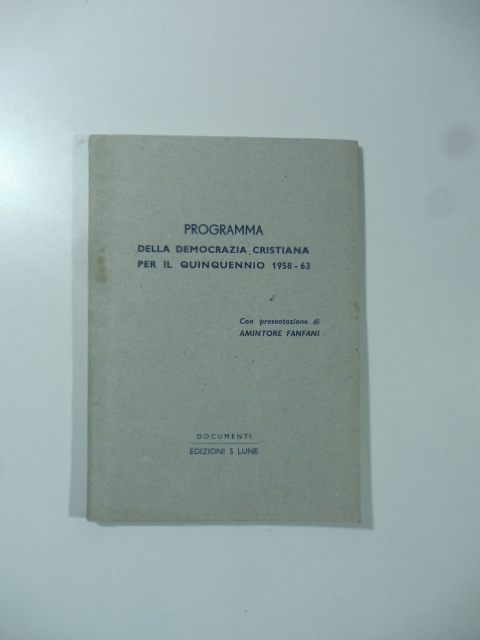 PROGRAMMA
DELLA DEMOCRAZIA CRISTIANA
PER IL QUINQUENNIO 1958-63
Con presentazione di
AMINTORE FANFANI
DOCUMENTI
EDIZIONI 5 LUNE